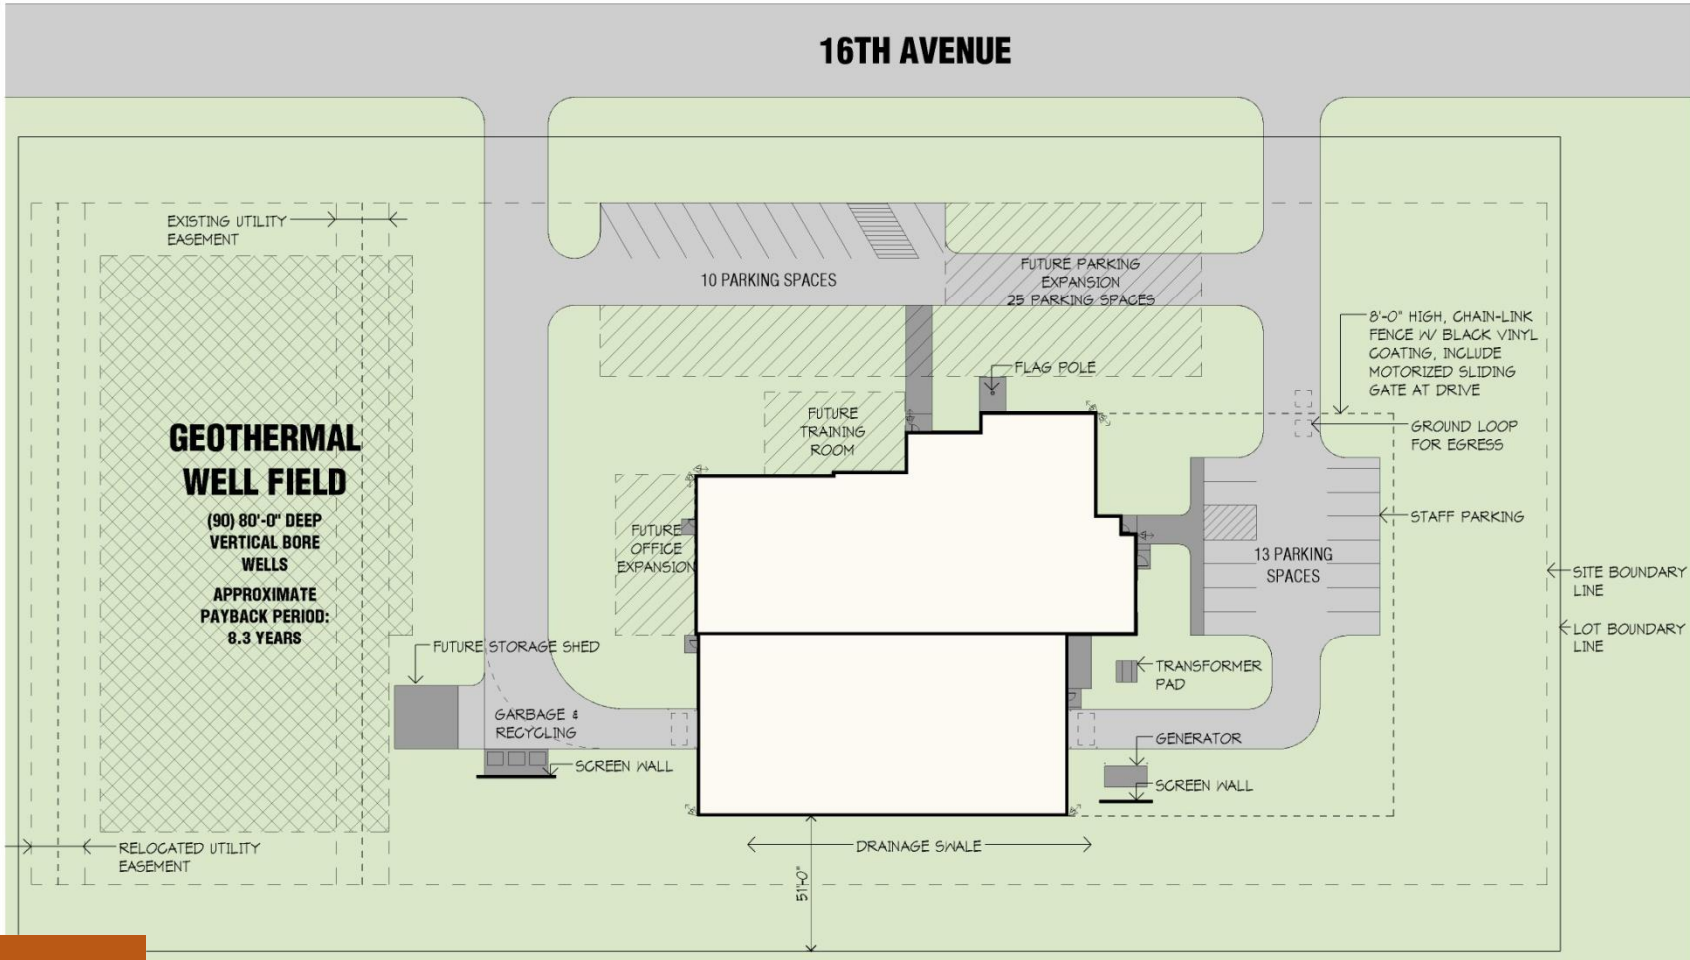 16TH AVENUE
EXISTING UTILITY
EASEMENT
10 PARKING SPACES
FUTURE PARKING
EXPANSION
25 PARKING SPACES
8'-0" HIGH, CHAIN-LINK
FENCE W/ BLACK VINYL
COATING, INCLUDE
MOTORIZED SLIDING
GATE AT DRIVE
FLAG POLE
FUTURE
TRAINING
ROOM
GROUND LOOP
FOR EGRESS
GEOTHERMAL
WELL FIELD
(90) 80'-0" DEEP
VERTICAL BORE
WELLS
APPROXIMATE
PAYBACK PERIOD:
8.3 YEARS
FUTURE
OFFICE
EXPANSION
STAFF PARKING
13 PARKING
SPACES
SITE BOUNDARY
LINE
LOT BOUNDARY
LINE
FUTURE STORAGE SHED
TRANSFORMER
PAD
GARBAGE &
RECYCLING
GENERATOR
SCREEN WALL
SCREEN WALL
RELOCATED UTILITY
EASEMENT
DRAINAGE SWALE
51'-0"